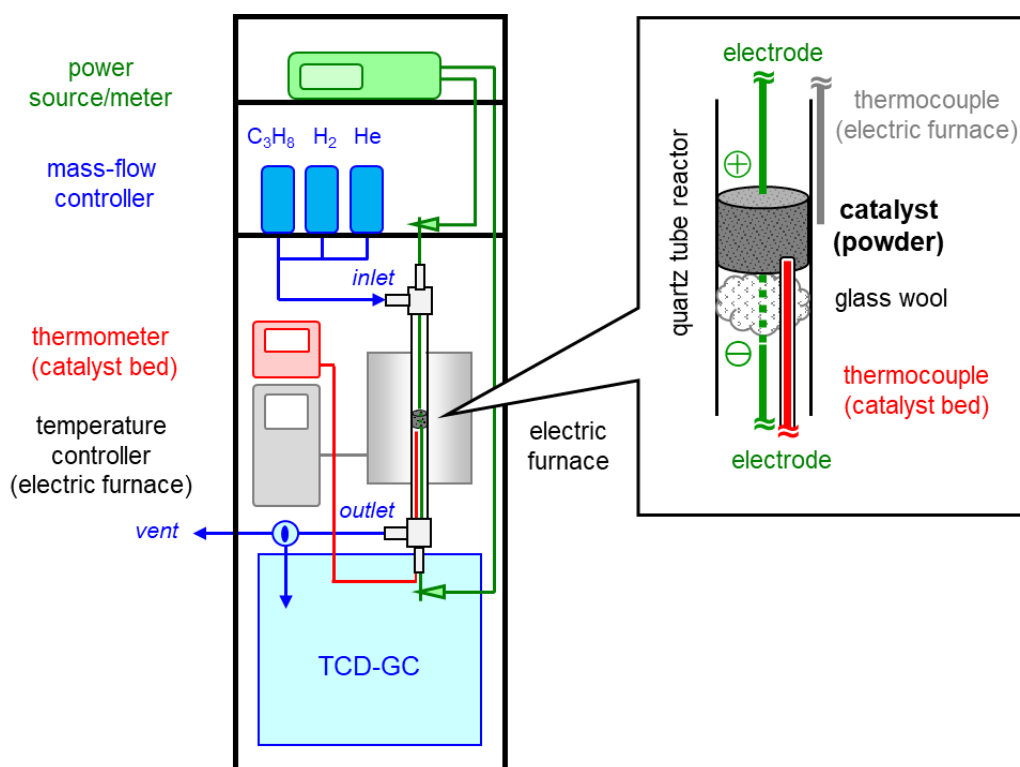 power
source/meter
C₃H₈ H₂ He
mass-flow
controller
inlet
thermometer
(catalyst bed)
temperature
controller
(electric furnace)
electric
furnace
outlet
vent
TCD-GC
electrode
thermocouple
(electric furnace)
quartz tube reactor
+
catalyst
(powder)
glass wool
−
thermocouple
(catalyst bed)
electrode